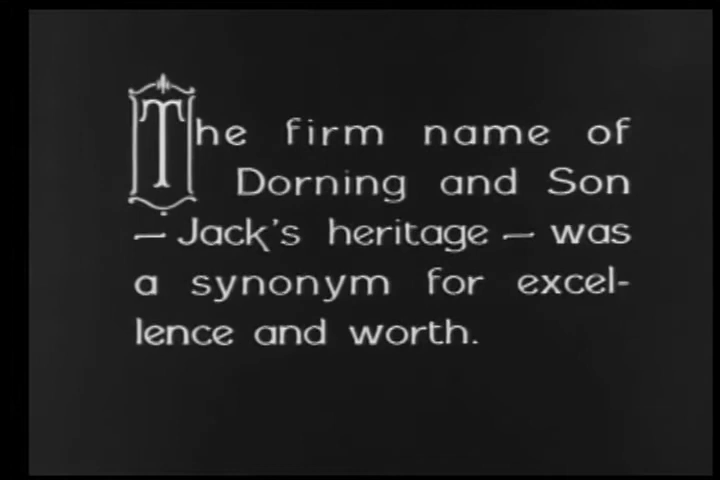 The firm name of
Dorning and Son
— Jack's heritage — was
a synonym for excel-
lence and worth.